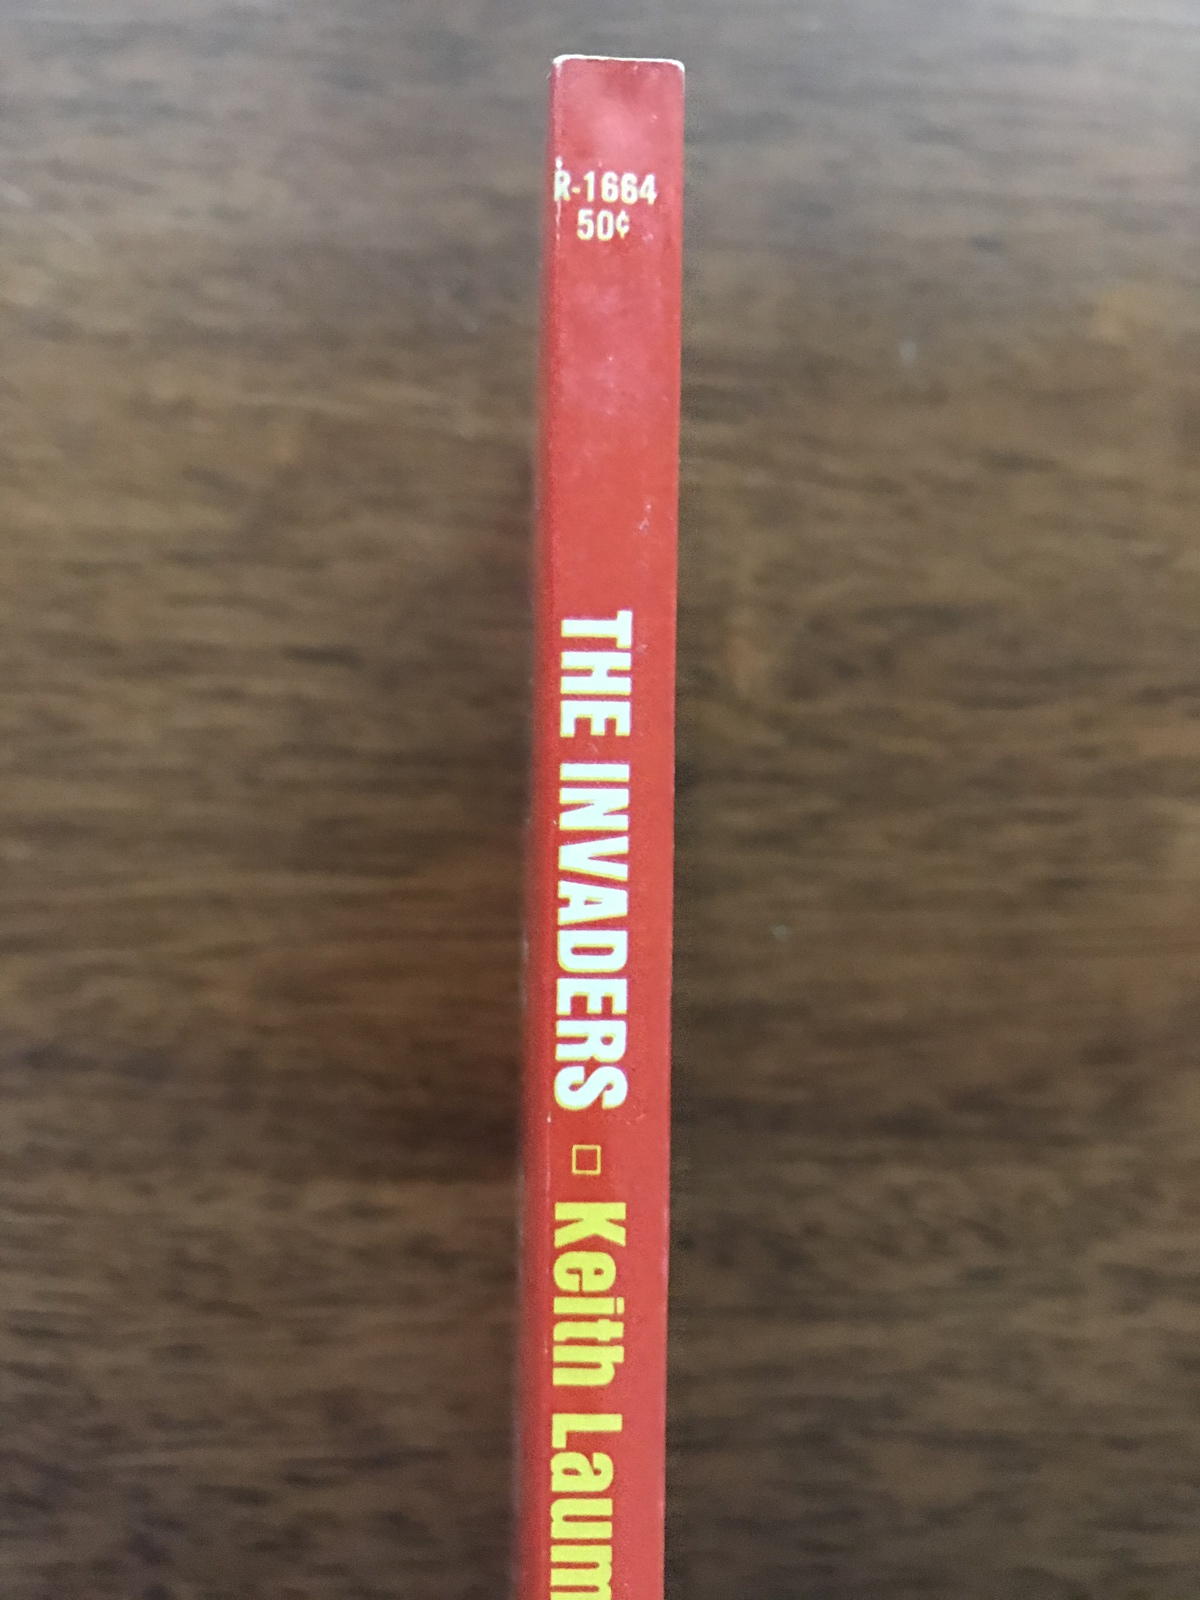 R-1664
50¢
THE INVADERS □ Keith Laum